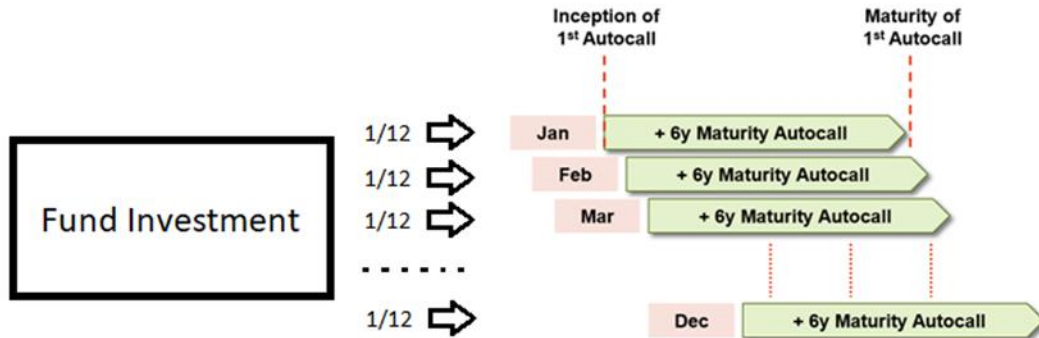 Inception of
1st Autocall
Maturity of
1st Autocall
Fund Investment
1/12
Jan
+ 6y Maturity Autocall
1/12
Feb
+ 6y Maturity Autocall
1/12
Mar
+ 6y Maturity Autocall
1/12
Dec
+ 6y Maturity Autocall